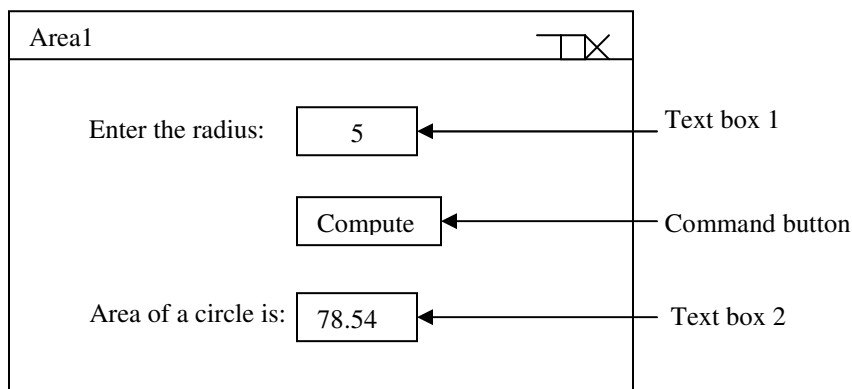 Area1
Enter the radius: 5 Text box 1
Compute Command button
Area of a circle is: 78.54 Text box 2